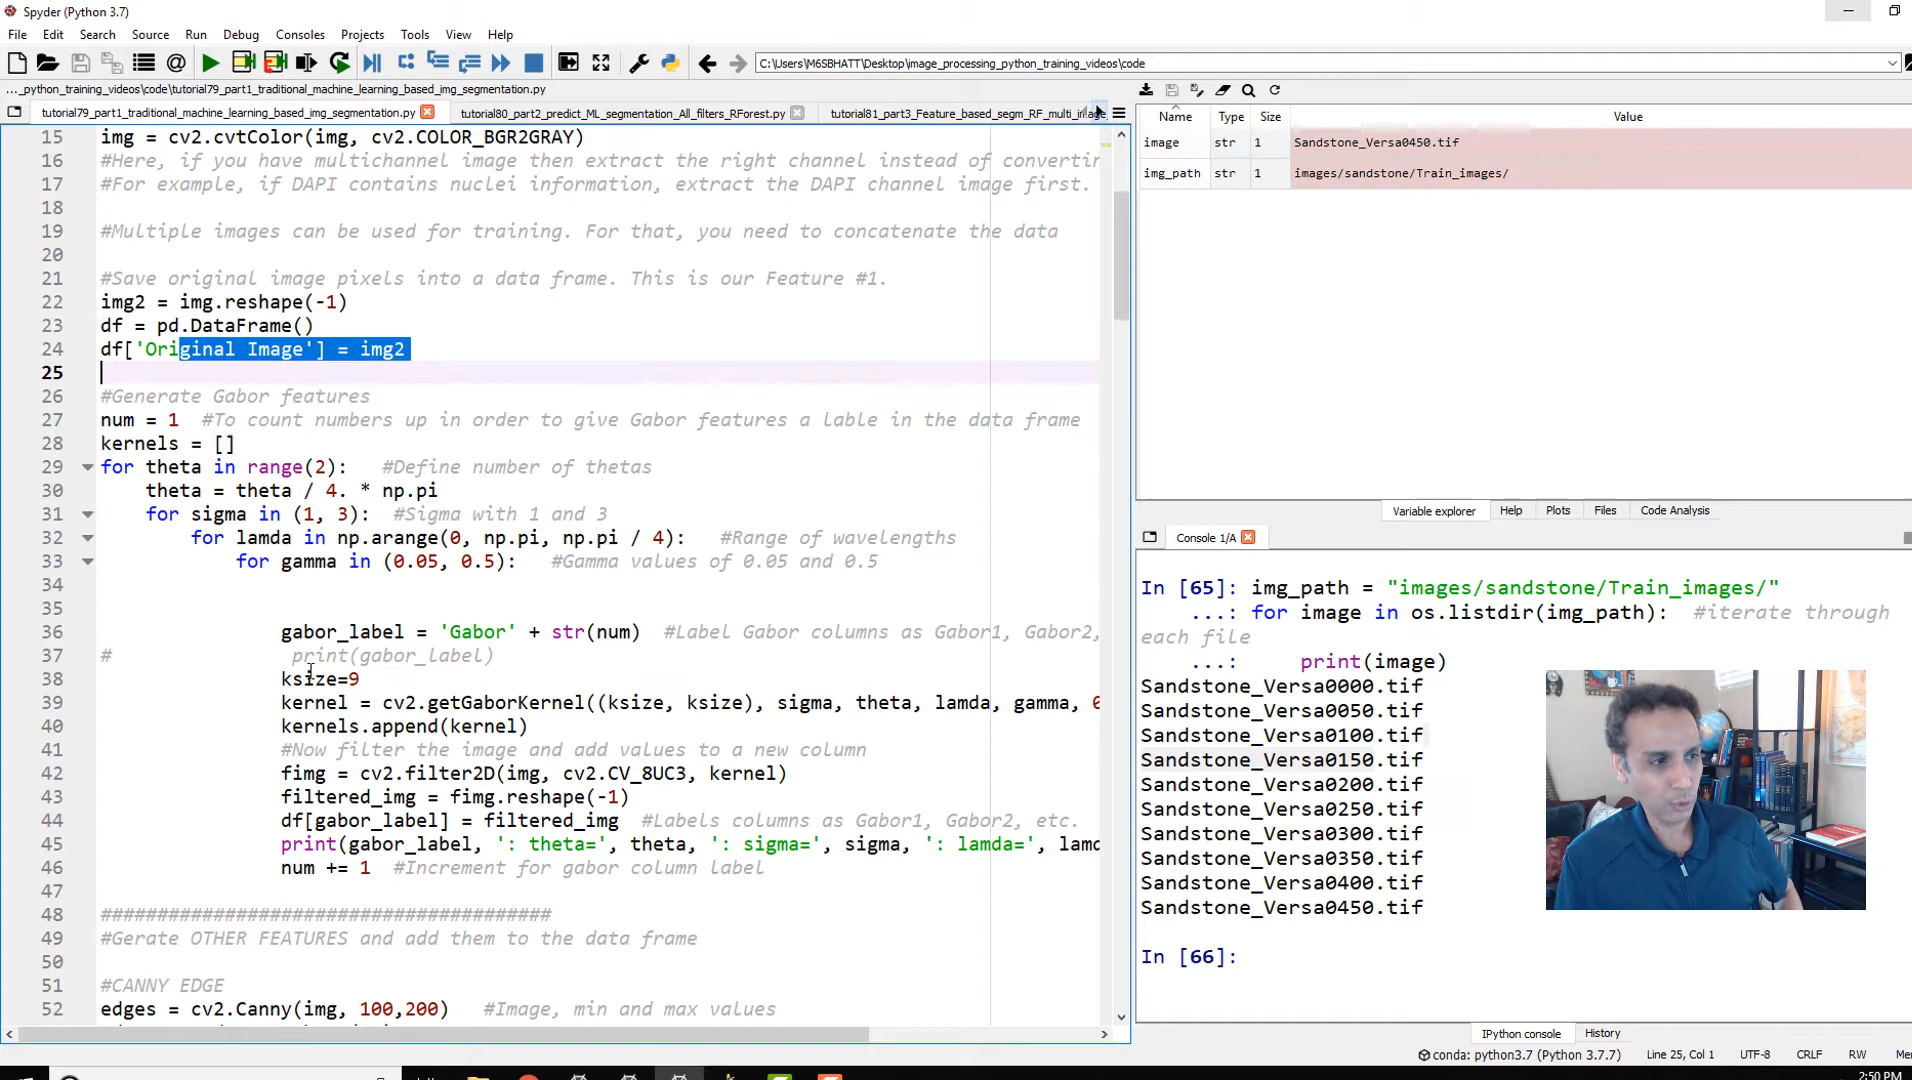 Spyder (Python 3.7)
File Edit Search Source Run Debug Consoles Projects Tools View Help
C:\Users\M6SBHATT\Desktop\image_processing_python_training_videos\code
..._python_training_videos\code\tutorial79_part1_traditional_machine_learning_based_img_segmentation.py
tutorial79_part1_traditional_machine_learning_based_img_segmentation.py tutorial80_part2_predict_ML_segmentation_All_filters_RForest.py tutorial81_part3_Feature_based_segm_RF_multi_image
15 img = cv2.cvtColor(img, cv2.COLOR_BGR2GRAY)
16 #Here, if you have multichannel image then extract the right channel instead of convertin
17 #For example, if DAPI contains nuclei information, extract the DAPI channel image first.
18
19 #Multiple images can be used for training. For that, you need to concatenate the data
20
21 #Save original image pixels into a data frame. This is our Feature #1.
22 img2 = img.reshape(-1)
23 df = pd.DataFrame()
24 df['Original Image'] = img2
25
26 #Generate Gabor features
27 num = 1  #To count numbers up in order to give Gabor features a lable in the data frame
28 kernels = []
29 for theta in range(2):   #Define number of thetas
30     theta = theta / 4. * np.pi
31     for sigma in (1, 3):  #Sigma with 1 and 3
32         for lamda in np.arange(0, np.pi, np.pi / 4):   #Range of wavelengths
33             for gamma in (0.05, 0.5):   #Gamma values of 0.05 and 0.5
34
35
36                 gabor_label = 'Gabor' + str(num)  #Label Gabor columns as Gabor1, Gabor2,
37 #                print(gabor_label)
38                 ksize=9
39                 kernel = cv2.getGaborKernel((ksize, ksize), sigma, theta, lamda, gamma, 0
40                 kernels.append(kernel)
41                 #Now filter the image and add values to a new column
42                 fimg = cv2.filter2D(img, cv2.CV_8UC3, kernel)
43                 filtered_img = fimg.reshape(-1)
44                 df[gabor_label] = filtered_img  #Labels columns as Gabor1, Gabor2, etc.
45                 print(gabor_label, ': theta=', theta, ': sigma=', sigma, ': lamda=', lamd
46                 num += 1  #Increment for gabor column label
47
48 ########################################
49 #Gerate OTHER FEATURES and add them to the data frame
50
51 #CANNY EDGE
52 edges = cv2.Canny(img, 100,200)   #Image, min and max values
Name Type Size Value
image str 1 Sandstone_Versa0450.tif
img_path str 1 images/sandstone/Train_images/
Variable explorer Help Plots Files Code Analysis
Console 1/A
In [65]: img_path = "images/sandstone/Train_images/"
...: for image in os.listdir(img_path):  #iterate through
each file
...:     print(image)
Sandstone_Versa0000.tif
Sandstone_Versa0050.tif
Sandstone_Versa0100.tif
Sandstone_Versa0150.tif
Sandstone_Versa0200.tif
Sandstone_Versa0250.tif
Sandstone_Versa0300.tif
Sandstone_Versa0350.tif
Sandstone_Versa0400.tif
Sandstone_Versa0450.tif
In [66]:
IPython console History
conda: python3.7 (Python 3.7.7) Line 25, Col 1 UTF-8 CRLF RW Me
2:50 PM